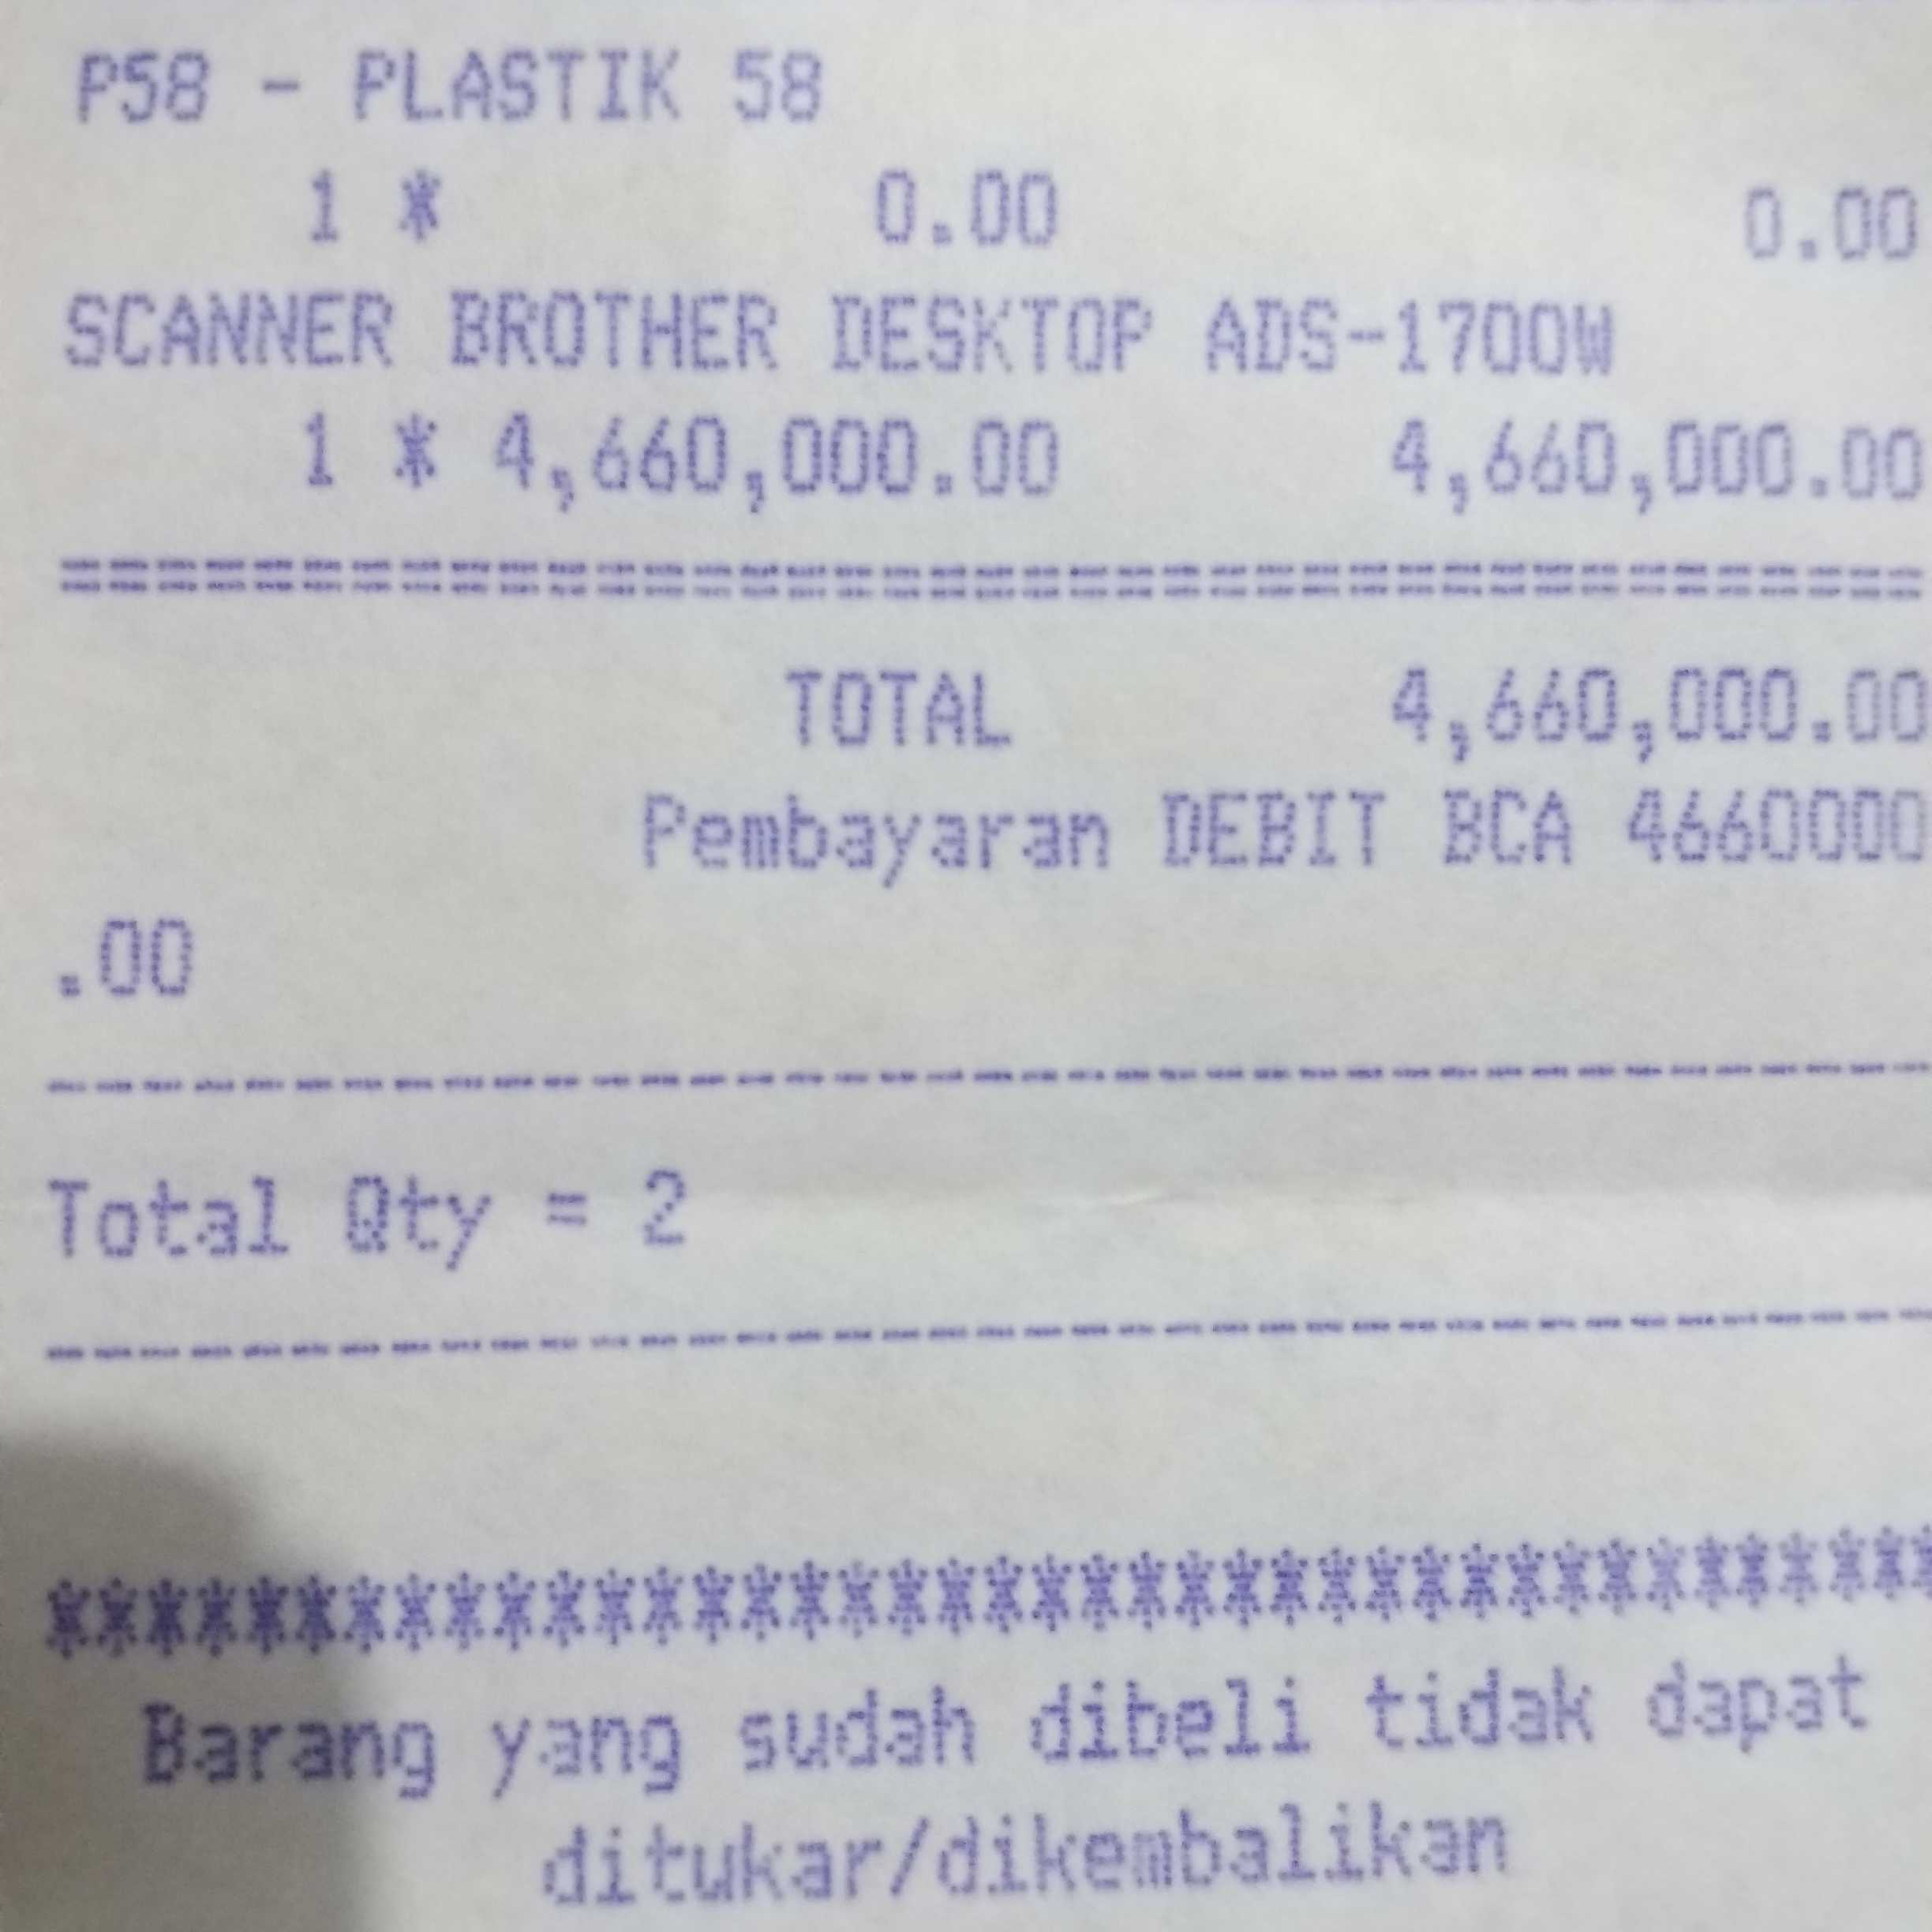 P58 - PLASTIK 58
1 * 0.00 0.00
SCANNER BROTHER DESKTOP ADS-1700W
1 * 4,660,000.00 4,660,000.00
TOTAL 4,660,000.00
Pembayaran DEBIT BCA 4660000
.00
Total Qty = 2
****************************************
Barang yang sudah dibeli tidak dapat
ditukar/dikembalikan